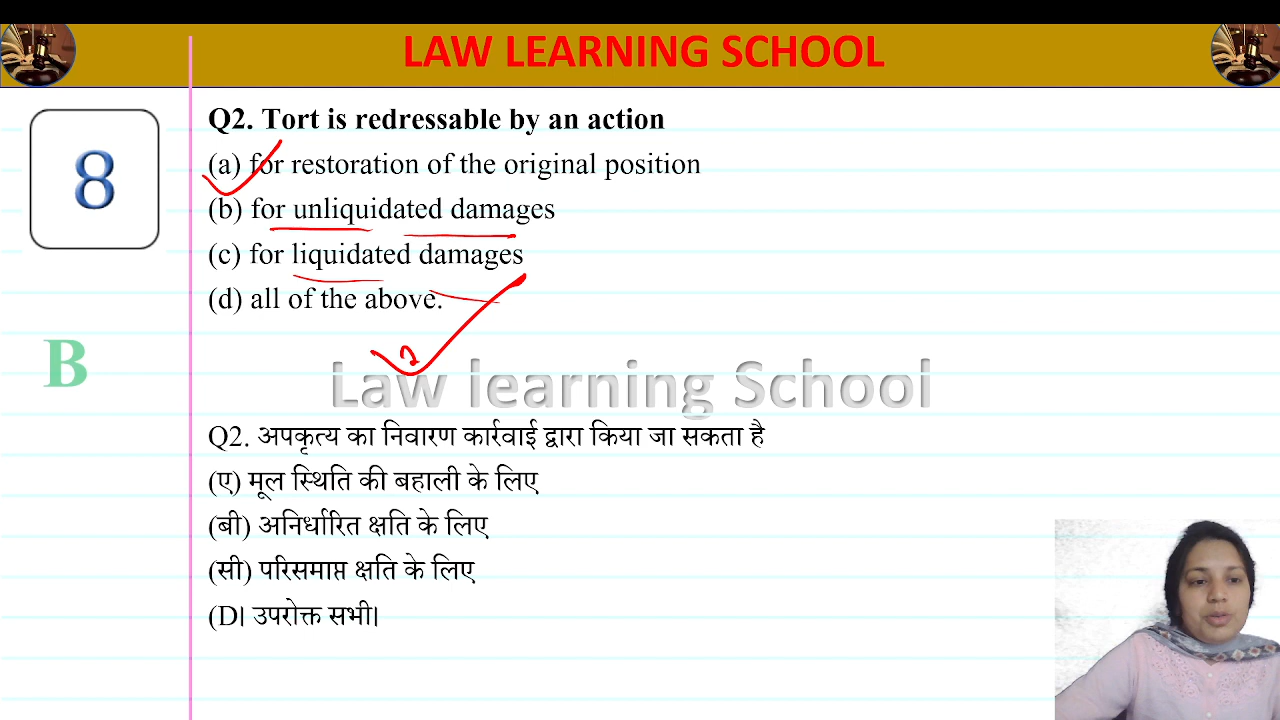 LAW LEARNING SCHOOL
8
Q2. Tort is redressable by an action
(a) for restoration of the original position
(b) for unliquidated damages
(c) for liquidated damages
(d) all of the above.
B
Law learning School
Q2. अपकृत्य का निवारण कार्रवाई द्वारा किया जा सकता है
(ए) मूल स्थिति की बहाली के लिए
(बी) अनिर्धारित क्षति के लिए
(सी) परिसमाप्त क्षति के लिए
(D। उपरोक्त सभी।